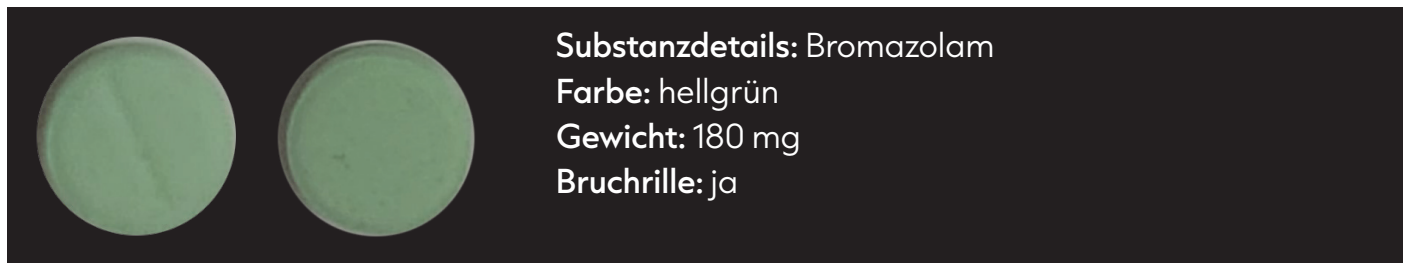 Substanzdetails: Bromazolam
Farbe: hellgrün
Gewicht: 180 mg
Bruchrille: ja